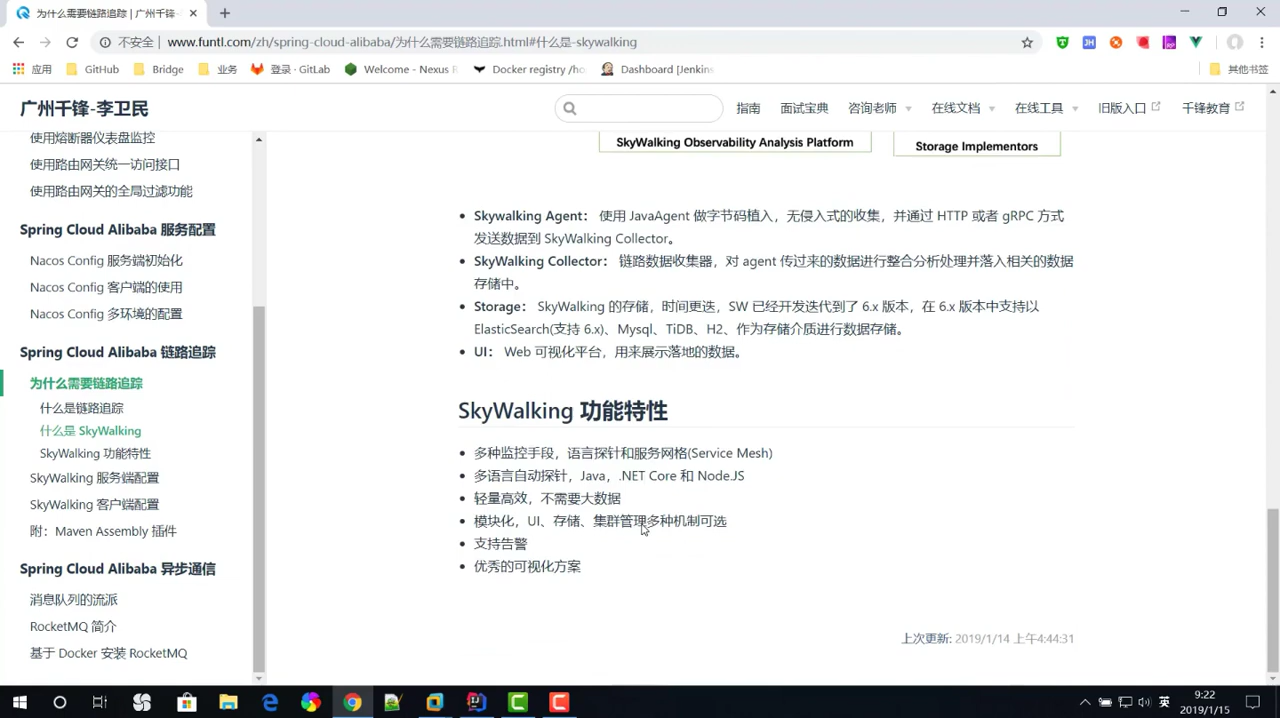 为什么需要链路追踪 | 广州千锋-
不安全 | www.funtl.com/zh/spring-cloud-alibaba/为什么需要链路追踪.html#什么是-skywalking
应用 GitHub Bridge 业务 登录 · GitLab Welcome - Nexus R Docker registry /ho Dashboard [Jenkins 其他书签
广州千锋-李卫民
指南 面试宝典 咨询老师 在线文档 在线工具 旧版入口 千锋教育
使用熔断器仪表盘监控
使用路由网关统一访问接口
使用路由网关的全局过滤功能
Spring Cloud Alibaba 服务配置
Nacos Config 服务端初始化
Nacos Config 客户端的使用
Nacos Config 多环境的配置
Spring Cloud Alibaba 链路追踪
为什么需要链路追踪
什么是链路追踪
什么是 SkyWalking
SkyWalking 功能特性
SkyWalking 服务端配置
SkyWalking 客户端配置
附：Maven Assembly 插件
Spring Cloud Alibaba 异步通信
消息队列的流派
RocketMQ 简介
基于 Docker 安装 RocketMQ
SkyWalking Observability Analysis Platform
Storage Implementors
Skywalking Agent： 使用 JavaAgent 做字节码植入，无侵入式的收集，并通过 HTTP 或者 gRPC 方式
发送数据到 SkyWalking Collector。
SkyWalking Collector： 链路数据收集器，对 agent 传过来的数据进行整合分析处理并落入相关的数据
存储中。
Storage： SkyWalking 的存储，时间更迭，SW 已经开发迭代到了 6.x 版本，在 6.x 版本中支持以
ElasticSearch(支持 6.x)、Mysql、TiDB、H2、作为存储介质进行数据存储。
UI： Web 可视化平台，用来展示落地的数据。
SkyWalking 功能特性
多种监控手段，语言探针和服务网格(Service Mesh)
多语言自动探针，Java，.NET Core 和 Node.JS
轻量高效，不需要大数据
模块化，UI、存储、集群管理多种机制可选
支持告警
优秀的可视化方案
上次更新: 2019/1/14 上午4:44:31
英
9:22
2019/1/15